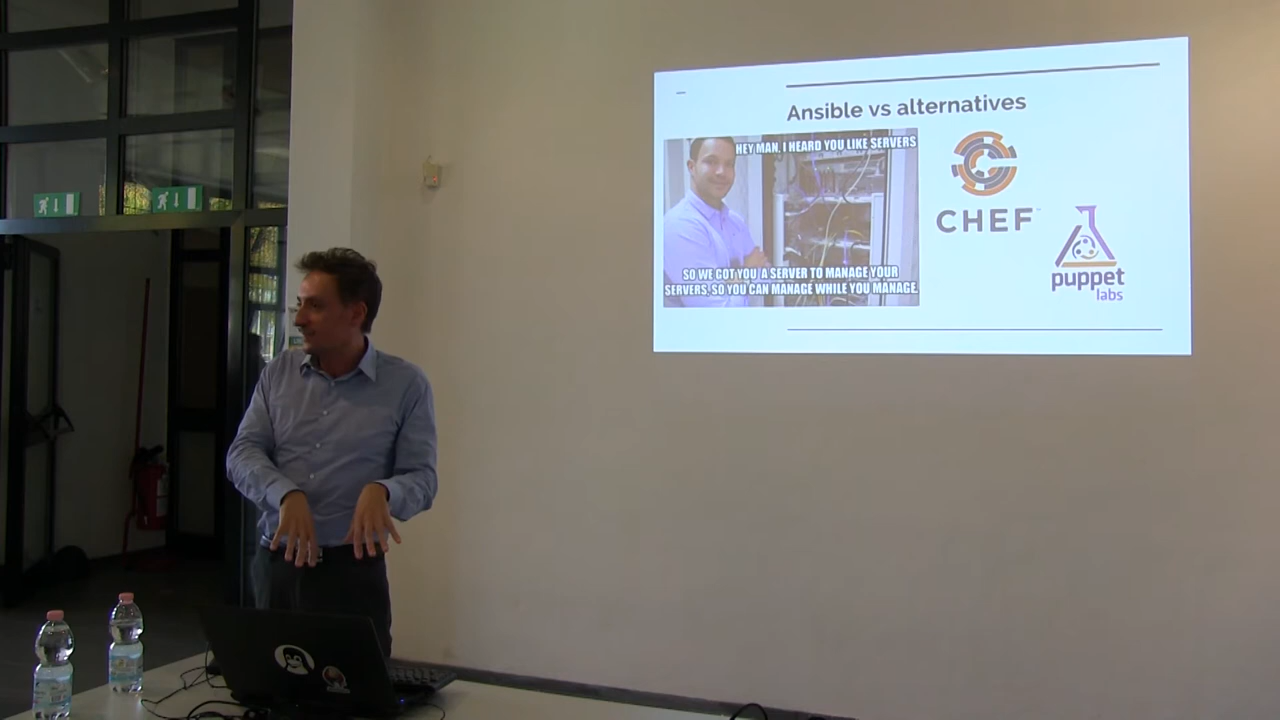 Ansible vs alternatives
HEY MAN, I HEARD YOU LIKE SERVERS
SO WE GOT YOU A SERVER TO MANAGE YOUR
SERVERS, SO YOU CAN MANAGE WHILE YOU MANAGE.
CHEF
puppet
labs